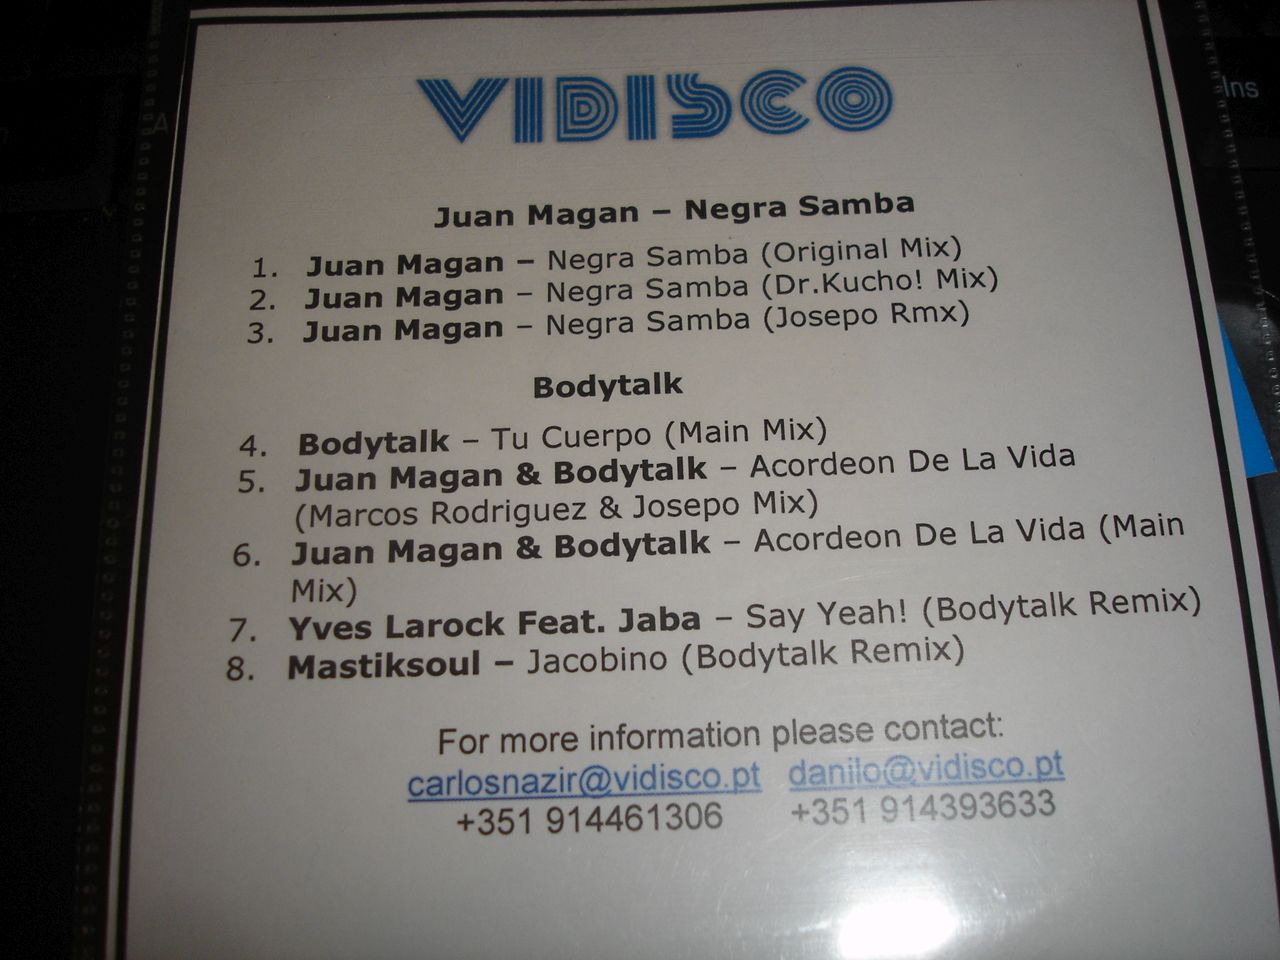 VIDISCO
Juan Magan – Negra Samba
1. Juan Magan – Negra Samba (Original Mix)
2. Juan Magan – Negra Samba (Dr.Kucho! Mix)
3. Juan Magan – Negra Samba (Josepo Rmx)
Bodytalk
4. Bodytalk – Tu Cuerpo (Main Mix)
5. Juan Magan & Bodytalk – Acordeon De La Vida
(Marcos Rodriguez & Josepo Mix)
6. Juan Magan & Bodytalk – Acordeon De La Vida (Main
Mix)
7. Yves Larock Feat. Jaba – Say Yeah! (Bodytalk Remix)
8. Mastiksoul – Jacobino (Bodytalk Remix)
For more information please contact:
carlosnazir@vidisco.pt danilo@vidisco.pt
+351 914461306 +351 914393633
Ins
A